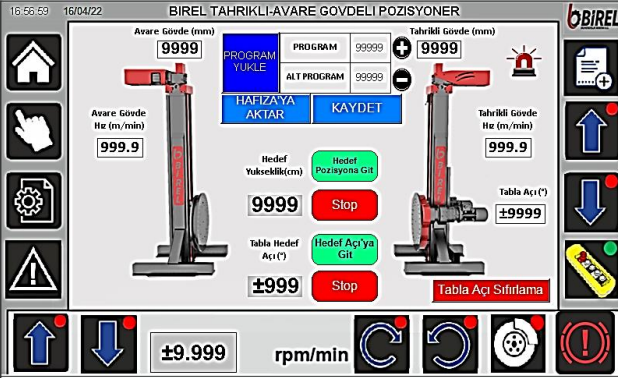 16:56:59 16/04/22 BIREL TAHRIKLI-AVARE GOVDELI POZISYONER BIREL
Avare Gövde (mm)
9999
PROGRAM YUKLE
PROGRAM 99999
ALT PROGRAM 99999
Tahrikli Gövde (mm)
9999
HAFIZA'YA AKTAR
KAYDET
Avare Gövde
Hız (m/min)
999.9
Tahrikli Gövde
Hız (m/min)
999.9
Hedef
Yukseklik(cm)
9999
Hedef
Pozisyona Git
Stop
Tabla Açı (°)
±9999
Tabla Hedef
Açı (°)
±999
Hedef Açı'ya
Git
Stop
Tabla Açı Sıfırlama
BIREL
BIREL
±9.999 rpm/min